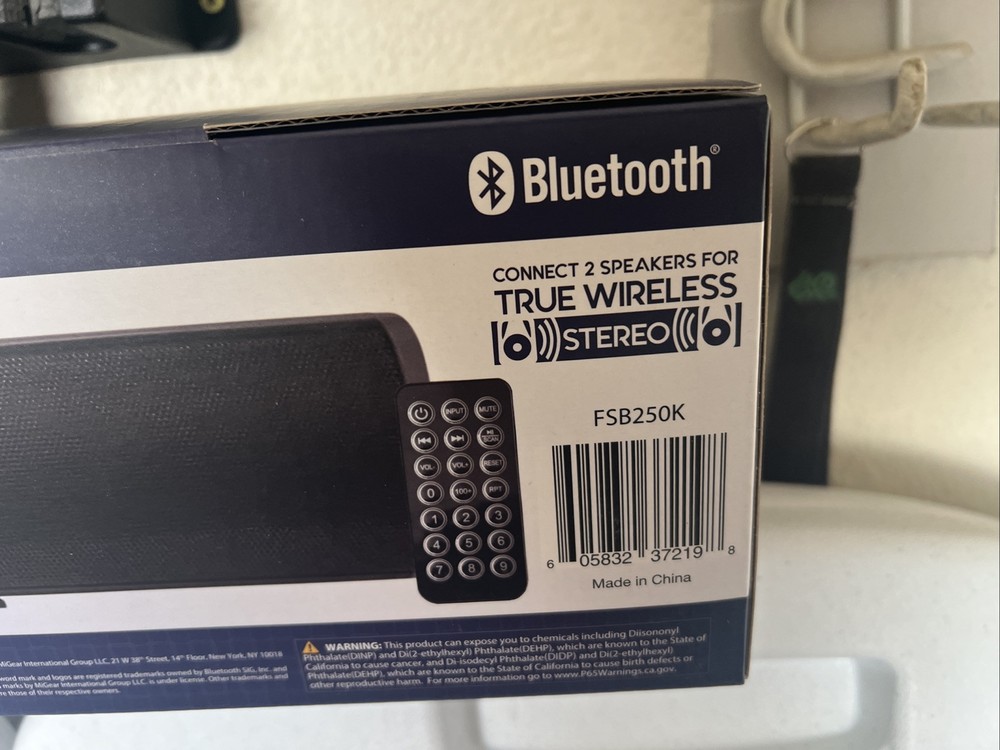 Bluetooth®
CONNECT 2 SPEAKERS FOR
TRUE WIRELESS
STEREO
FSB250K
INPUT MUTE
SCAN
VOL- VOL+ RESET
0 100+ RPT
1 2 3
4 5 6
7 8 9
6 05832 37219 8
Made in China
MiGear International Group LLC, 21 W 38th Street, 14th Floor, New York, NY 10018
word mark and logos are registered trademarks owned by Bluetooth SIG, Inc. and
marks by MiGear International Group LLC. is under license. Other trademarks and
those of their respective owners.
WARNING: This product can expose you to chemicals including Diisononyl
Phthalate(DINP) and Di(2-ethylhexyl) Phthalate(DEHP), which are known to the State of
California to cause cancer, and Di-isodecyl Phthalate(DIDP) and Di(2-ethylhexyl)
Phthalate(DEHP), which are known to the State of California to cause birth defects or
other reproductive harm. For more information go to www.P65Warnings.ca.gov.